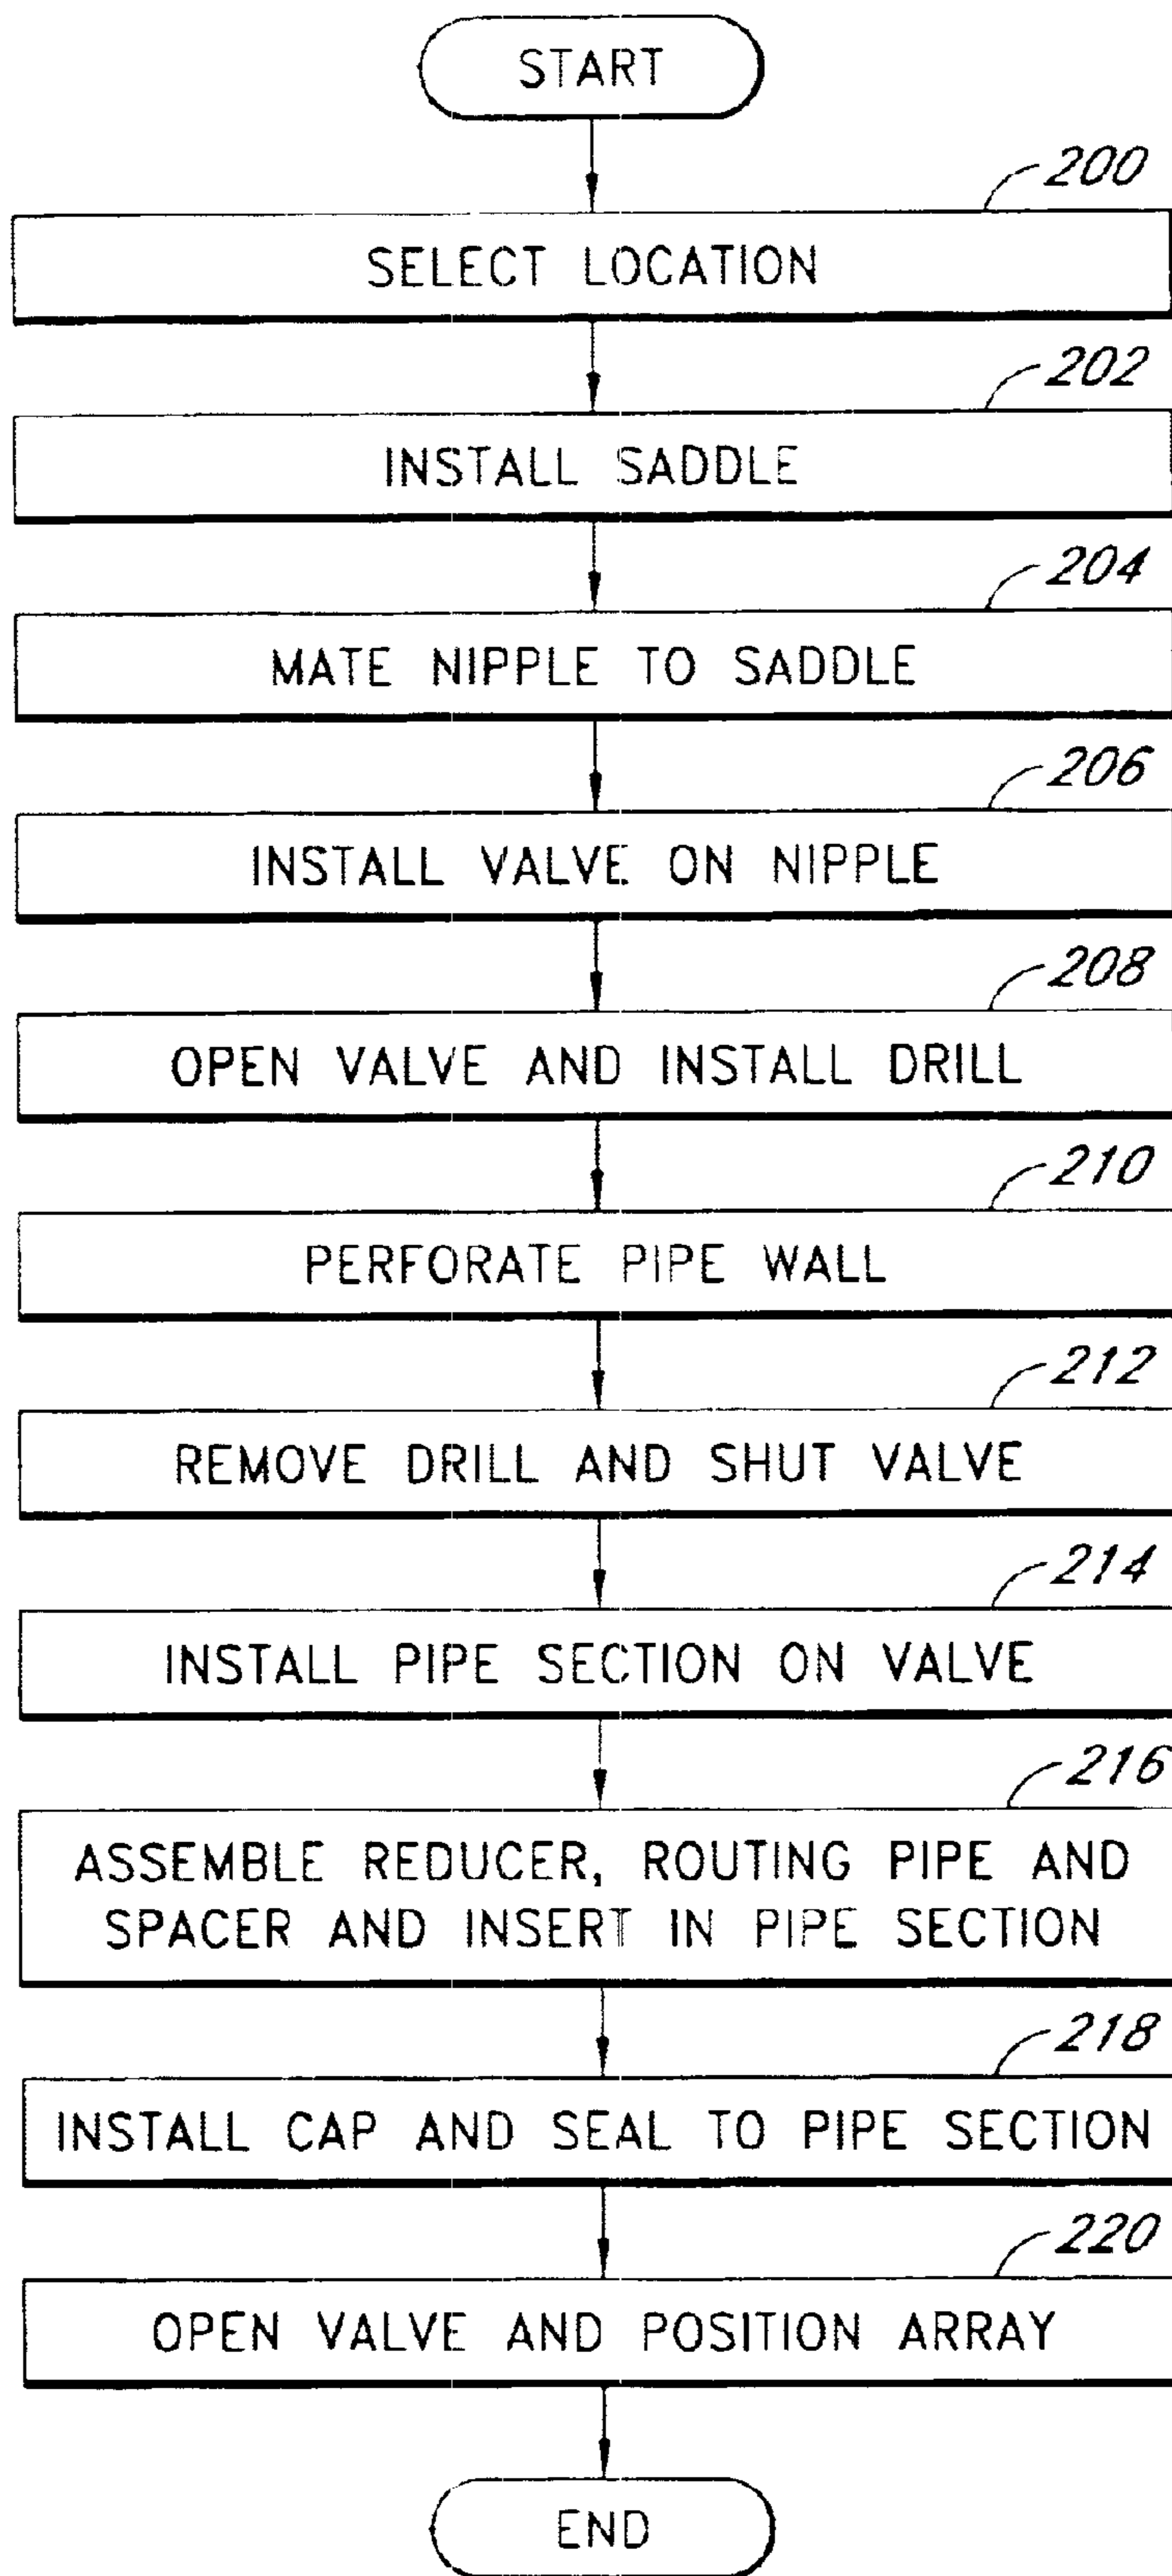 START
200
SELECT LOCATION
202
INSTALL SADDLE
204
MATE NIPPLE TO SADDLE
206
INSTALL VALVE ON NIPPLE
208
OPEN VALVE AND INSTALL DRILL
210
PERFORATE PIPE WALL
212
REMOVE DRILL AND SHUT VALVE
214
INSTALL PIPE SECTION ON VALVE
216
ASSEMBLE REDUCER, ROUTING PIPE AND
SPACER AND INSERT IN PIPE SECTION
218
INSTALL CAP AND SEAL TO PIPE SECTION
220
OPEN VALVE AND POSITION ARRAY
END